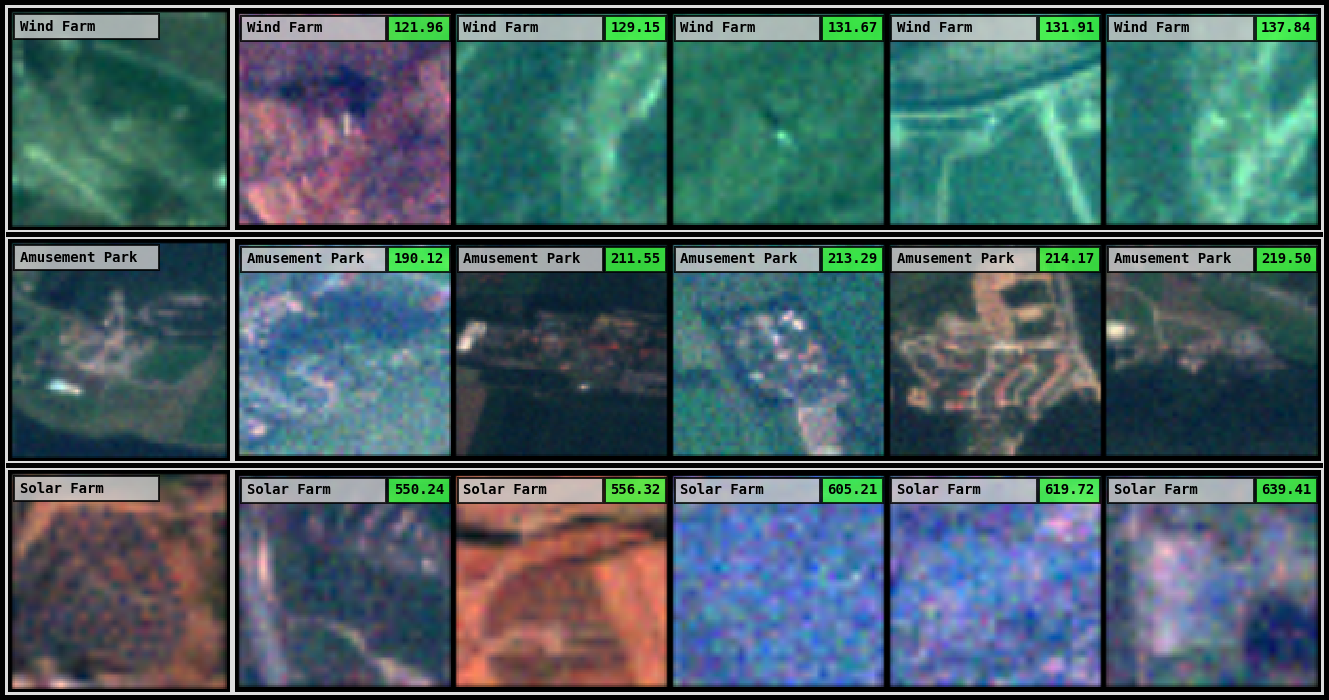 Wind Farm
Wind Farm 121.96
Wind Farm 129.15
Wind Farm 131.67
Wind Farm 131.91
Wind Farm 137.84
Amusement Park
Amusement Park 190.12
Amusement Park 211.55
Amusement Park 213.29
Amusement Park 214.17
Amusement Park 219.50
Solar Farm
Solar Farm 550.24
Solar Farm 556.32
Solar Farm 605.21
Solar Farm 619.72
Solar Farm 639.41